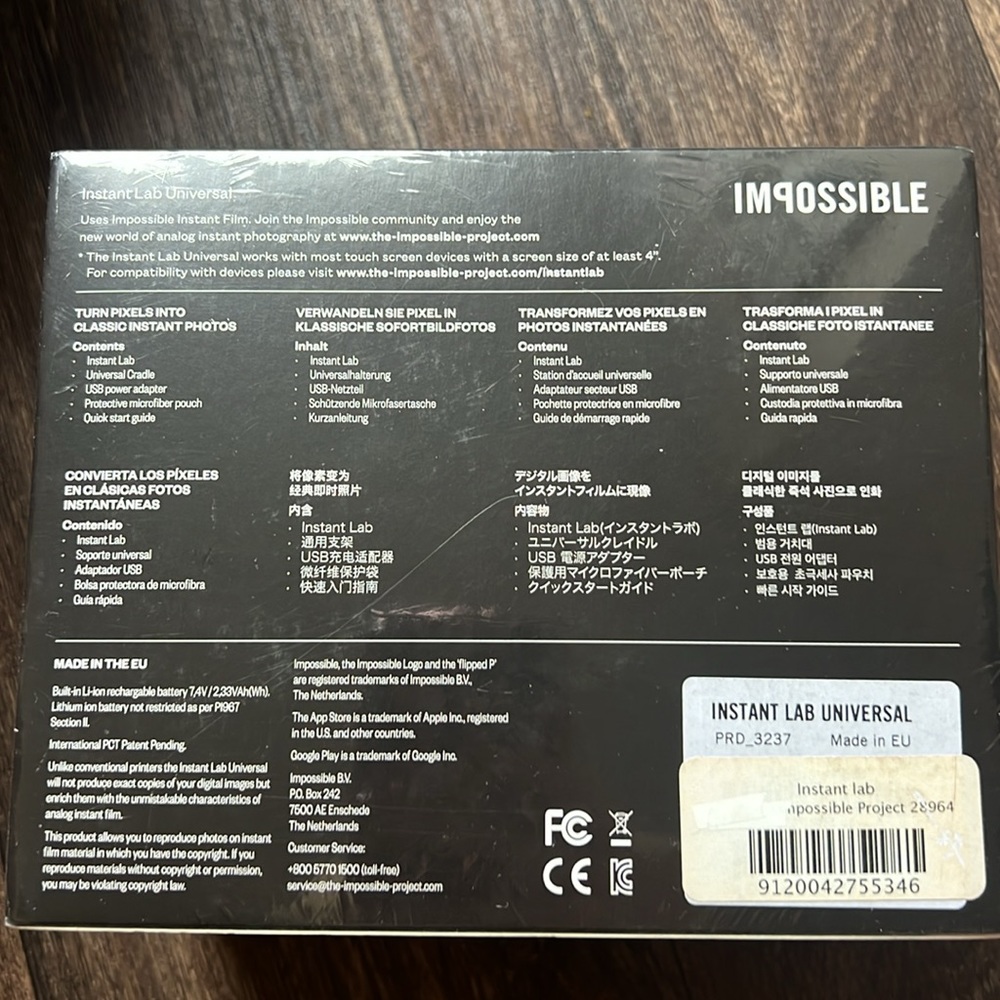 Instant Lab Universal.
IMPOSSIBLE
Uses Impossible Instant Film. Join the Impossible community and enjoy the
new world of analog instant photography at www.the-impossible-project.com
* The Instant Lab Universal works with most touch screen devices with a screen size of at least 4".
For compatibility with devices please visit www.the-impossible-project.com/instantlab
TURN PIXELS INTO
CLASSIC INSTANT PHOTOS
Contents
· Instant Lab
· Universal Cradle
· USB power adapter
· Protective microfiber pouch
· Quick start guide
VERWANDELN SIE PIXEL IN
KLASSISCHE SOFORTBILDFOTOS
Inhalt
· Instant Lab
· Universalhalterung
· USB-Netzteil
· Schützende Mikrofasertasche
· Kurzanleitung
TRANSFORMEZ VOS PIXELS EN
PHOTOS INSTANTANÉES
Contenu
· Instant Lab
· Station d'accueil universelle
· Adaptateur secteur USB
· Pochette protectrice en microfibre
· Guide de démarrage rapide
TRASFORMA I PIXEL IN
CLASSICHE FOTO ISTANTANEE
Contenuto
· Instant Lab
· Supporto universale
· Alimentatore USB
· Custodia protettiva in microfibra
· Guida rapida
CONVIERTA LOS PÍXELES
EN CLÁSICAS FOTOS
INSTANTÁNEAS
Contenido
· Instant Lab
· Soporte universal
· Adaptador USB
· Bolsa protectora de microfibra
· Guía rápida
将像素变为
经典即时照片
内含
· Instant Lab
· 通用支架
· USB充电适配器
· 微纤维保护袋
· 快速入门指南
デジタル画像を
インスタントフィルムに現像
内容物
· Instant Lab(インスタントラボ)
· ユニバーサルクレイドル
· USB 電源アダプター
· 保護用マイクロファイバーポーチ
· クイックスタートガイド
디지털 이미지를
클래식한 즉석 사진으로 인화
구성품
· 인스턴트 랩(Instant Lab)
· 범용 거치대
· USB 전원 어댑터
· 보호용 초극세사 파우치
· 빠른 시작 가이드
MADE IN THE EU
Built-in Li-ion rechargable battery 7,4V / 2,33VAh(Wh).
Lithium ion battery not restricted as per PI967
Section II.
International PCT Patent Pending.
Unlike conventional printers the Instant Lab Universal
will not produce exact copies of your digital images but
enrich them with the unmistakable characteristics of
analog instant film.
This product allows you to reproduce photos on instant
film material in which you have the copyright. If you
reproduce materials without copyright or permission,
you may be violating copyright law.
Impossible, the Impossible Logo and the 'flipped P'
are registered trademarks of Impossible B.V.,
The Netherlands.
The App Store is a trademark of Apple Inc., registered
in the U.S. and other countries.
Google Play is a trademark of Google Inc.
Impossible B.V.
P.O. Box 242
7500 AE Enschede
The Netherlands
Customer Service:
+800 5770 1500 (toll-free)
service@the-impossible-project.com
FC
CE
INSTANT LAB UNIVERSAL
PRD_3237 Made in EU
Instant lab
mpossible Project 28964
9120042755346